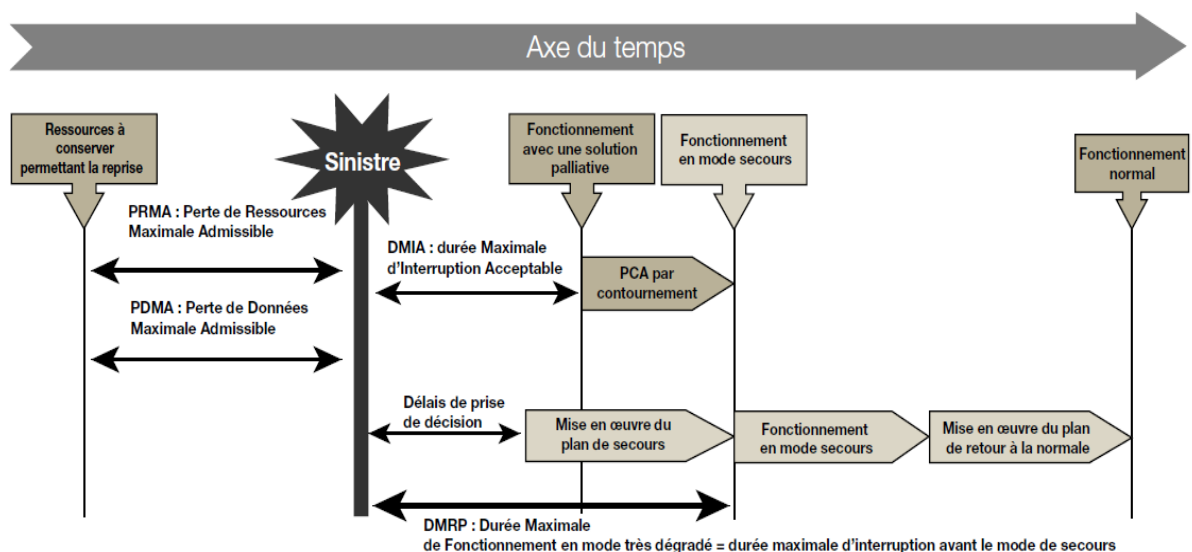 Axe du temps
Ressources à
conserver
permettant la reprise
Sinistre
Fonctionnement
avec une solution
palliative
Fonctionnement
en mode secours
Fonctionnement
normal
PRMA : Perte de Ressources
Maximale Admissible
DMIA : durée Maximale
d'Interruption Acceptable
PCA par
contournement
PDMA : Perte de Données
Maximale Admissible
Délais de prise
de décision
Mise en œuvre du
plan de secours
Fonctionnement
en mode secours
Mise en œuvre du plan
de retour à la normale
DMRP : Durée Maximale
de Fonctionnement en mode très dégradé = durée maximale d'interruption avant le mode de secours